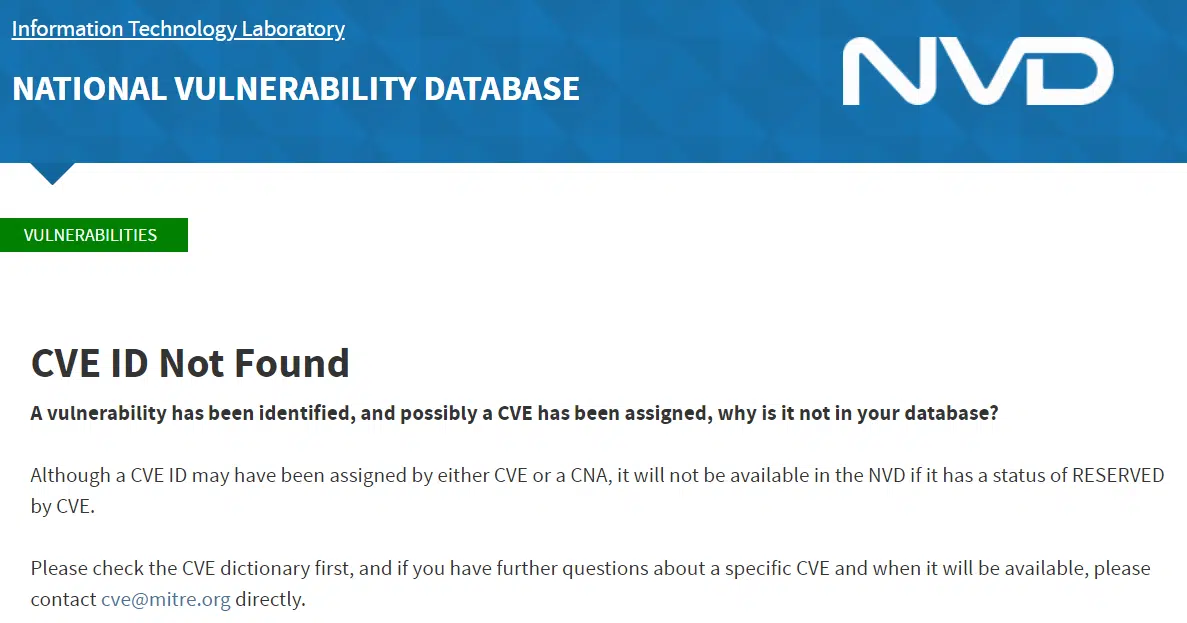 Information Technology Laboratory
NATIONAL VULNERABILITY DATABASE
NVD
VULNERABILITIES
CVE ID Not Found
A vulnerability has been identified, and possibly a CVE has been assigned, why is it not in your database?
Although a CVE ID may have been assigned by either CVE or a CNA, it will not be available in the NVD if it has a status of RESERVED
by CVE.
Please check the CVE dictionary first, and if you have further questions about a specific CVE and when it will be available, please
contact cve@mitre.org directly.